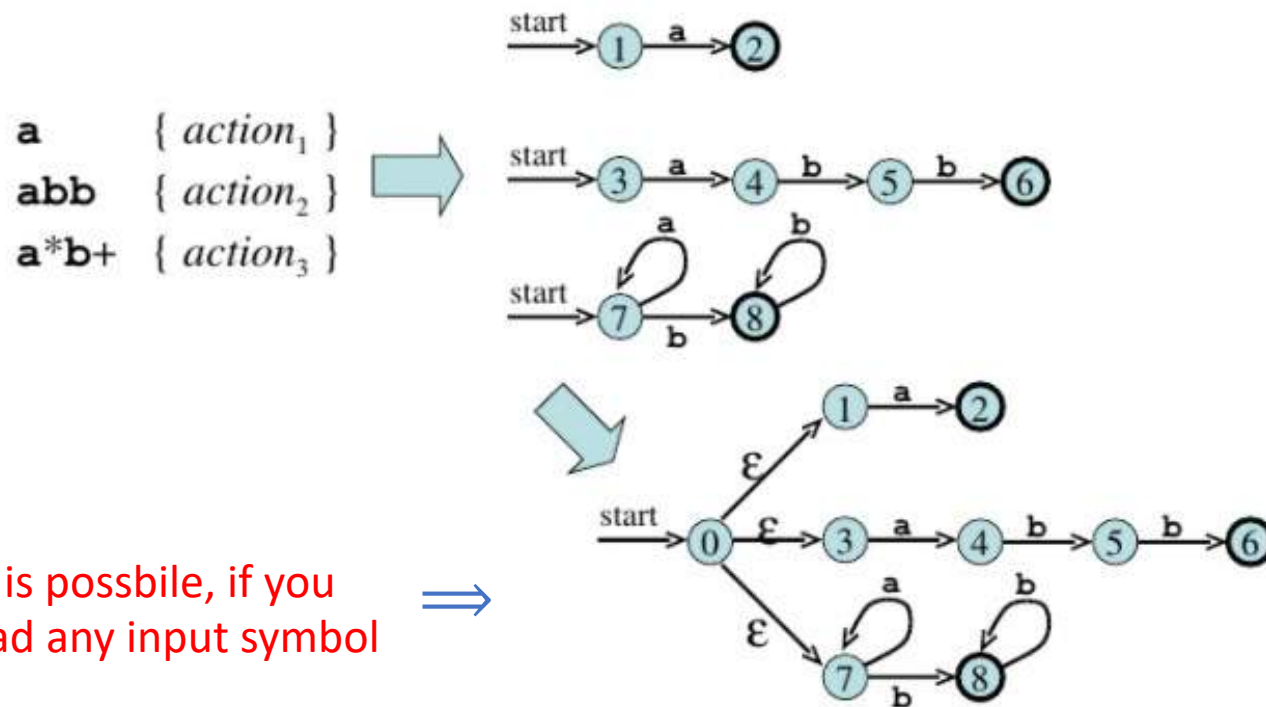 start
1 a 2
a { action₁ }
abb { action₂ }
a*b+ { action₃ }
start
3 a 4 b 5 b 6
a b
start
7 b 8
1 a 2
ε
start
0 ε 3 a 4 b 5 b 6
ε
a b
7 b 8
is possbile, if you
ad any input symbol